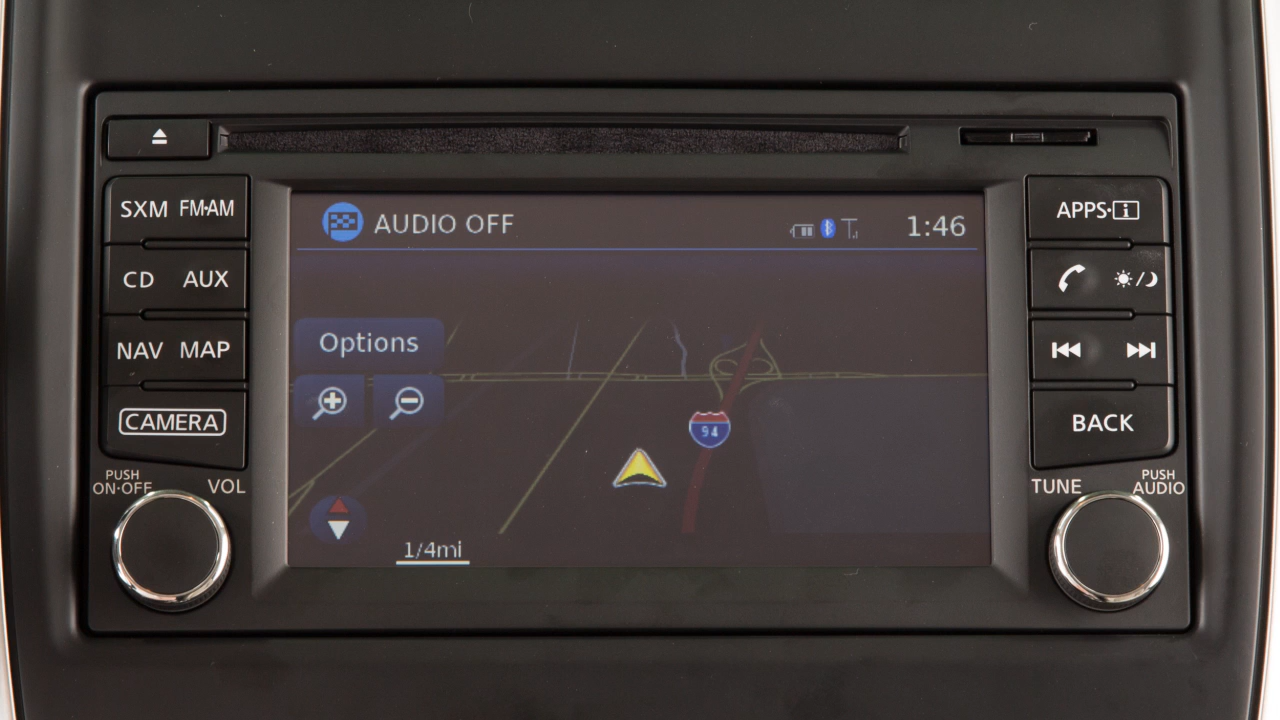 SXM FM·AM
CD AUX
NAV MAP
CAMERA
PUSH
ON·OFF VOL
AUDIO OFF
1:46
Options
94
1/4mi
APPS·i
BACK
TUNE PUSH
AUDIO